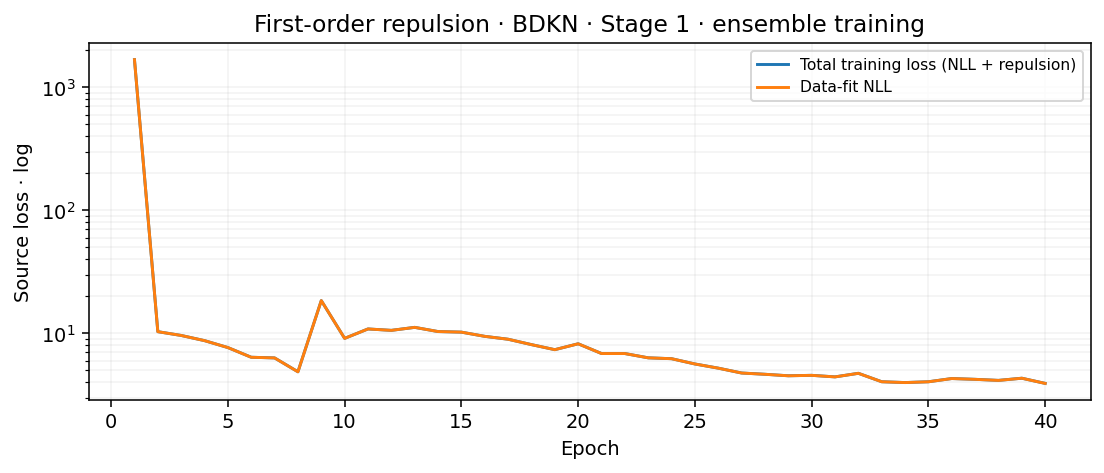 First-order repulsion · BDKN · Stage 1 · ensemble training
Total training loss (NLL + repulsion)
Data-fit NLL
Source loss · log
10³
10²
10¹
0 5 10 15 20 25 30 35 40
Epoch